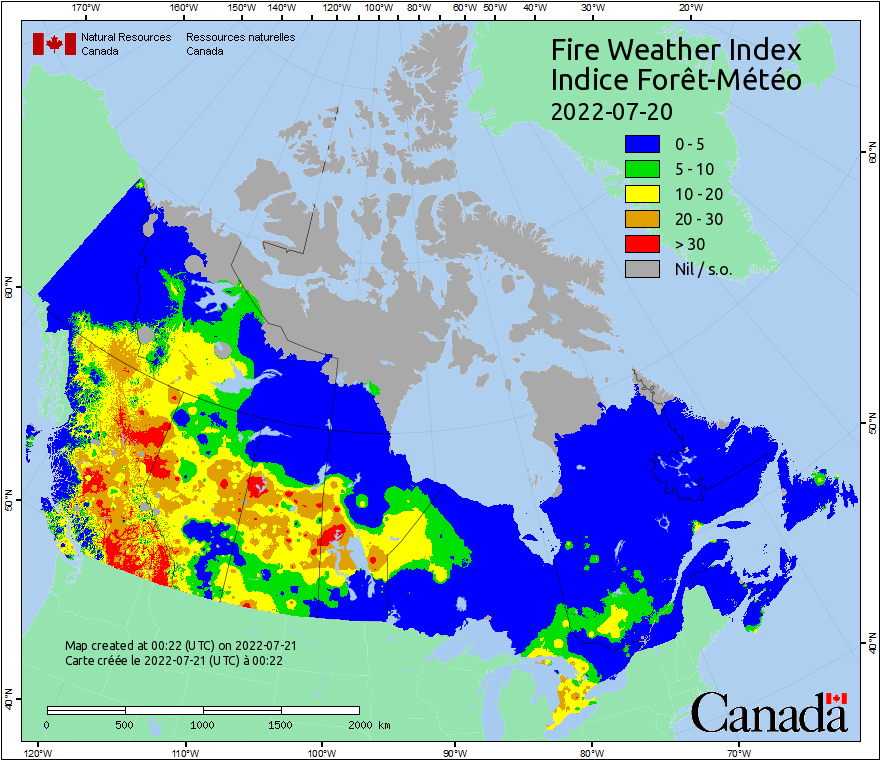 170°W 160°W 150°W 140°W 130°W 120°W 110°W 100°W 90°W 80°W 70°W 60°W 50°W 40°W 30°W 20°W
Natural Resources Ressources naturelles
Canada Canada
Fire Weather Index
Indice Forêt-Météo
2022-07-20
0 - 5
5 - 10
10 - 20
20 - 30
> 30
Nil / s.o.
60°N
60°N
50°N
50°N
40°N
40°N
Map created at 00:22 (UTC) on 2022-07-21
Carte créée le 2022-07-21 (UTC) à 00:22
0 500 1000 1500 2000 km
Canada
120°W 110°W 100°W 90°W 80°W 70°W